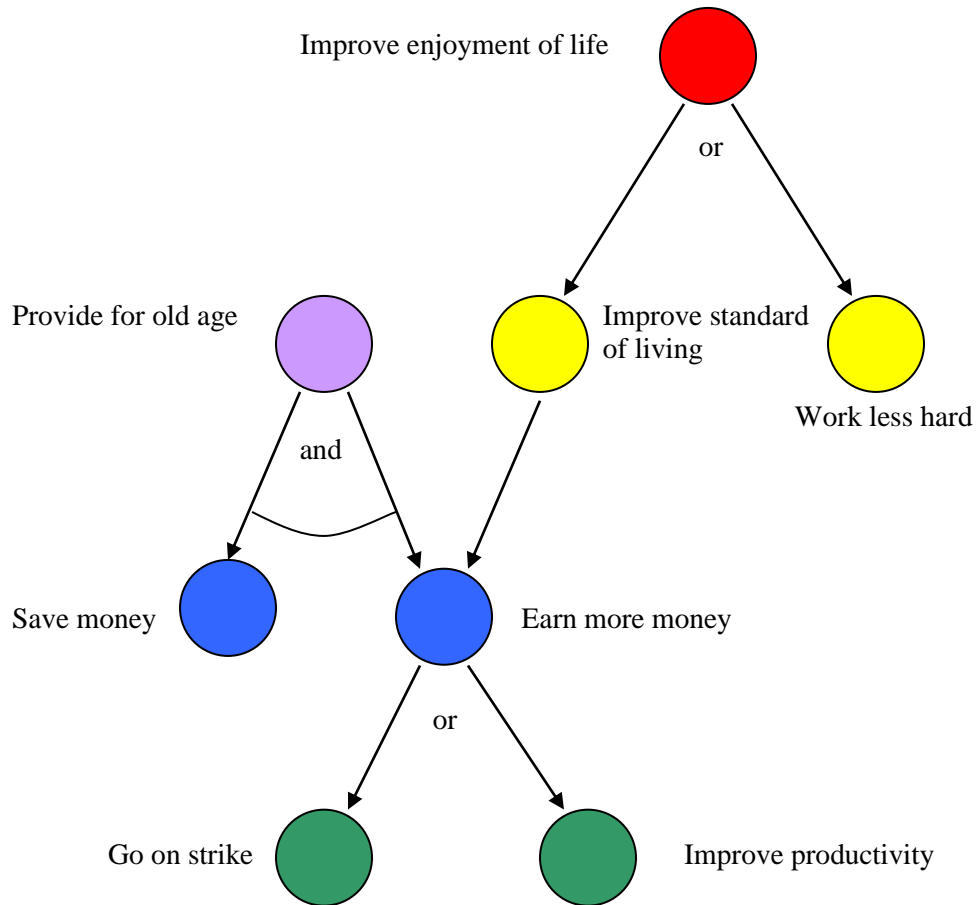 Improve enjoyment of life
or
Provide for old age
Improve standard
of living
Work less hard
and
Save money
Earn more money
or
Go on strike
Improve productivity